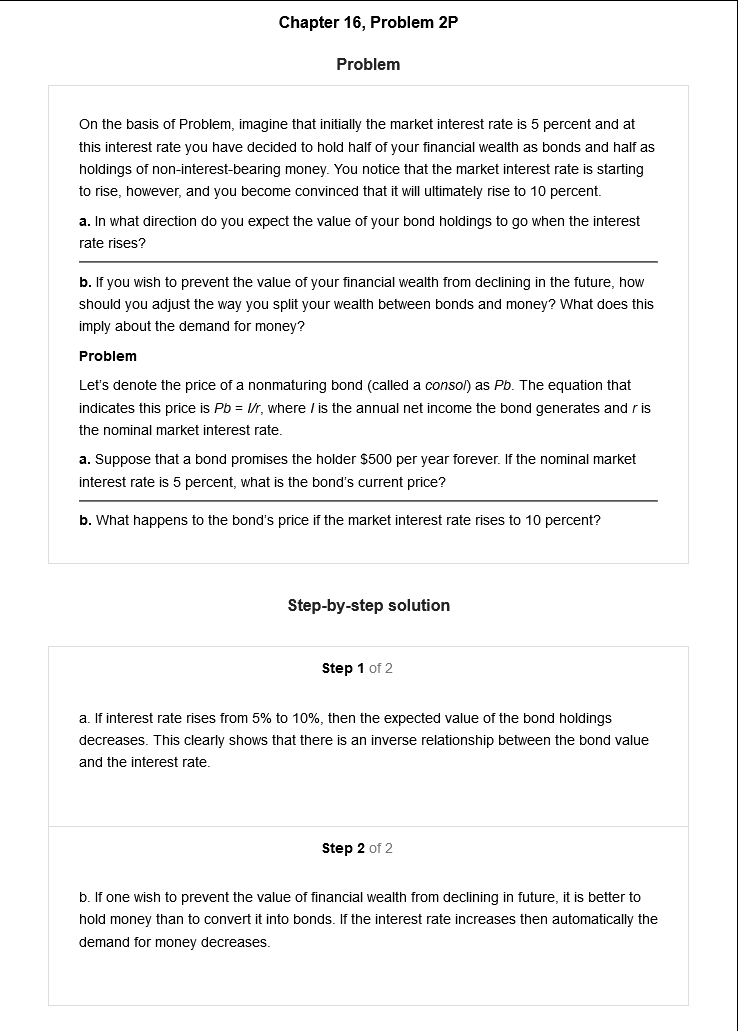 Chapter 16, Problem 2P
Problem
On the basis of Problem, imagine that initially the market interest rate is 5 percent and at
this interest rate you have decided to hold half of your financial wealth as bonds and half as
holdings of non-interest-bearing money. You notice that the market interest rate is starting
to rise, however, and you become convinced that it will ultimately rise to 10 percent.
a. In what direction do you expect the value of your bond holdings to go when the interest
rate rises?
b. If you wish to prevent the value of your financial wealth from declining in the future, how
should you adjust the way you split your wealth between bonds and money? What does this
imply about the demand for money?
Problem
Let's denote the price of a nonmaturing bond (called a consol) as Pb. The equation that
indicates this price is Pb = I/r, where I is the annual net income the bond generates and r is
the nominal market interest rate.
a. Suppose that a bond promises the holder $500 per year forever. If the nominal market
interest rate is 5 percent, what is the bond's current price?
b. What happens to the bond's price if the market interest rate rises to 10 percent?
Step-by-step solution
Step 1 of 2
a. If interest rate rises from 5% to 10%, then the expected value of the bond holdings
decreases. This clearly shows that there is an inverse relationship between the bond value
and the interest rate.
Step 2 of 2
b. If one wish to prevent the value of financial wealth from declining in future, it is better to
hold money than to convert it into bonds. If the interest rate increases then automatically the
demand for money decreases.